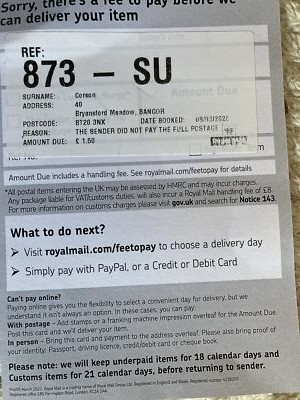 Sorry, there's a fee to pay before we
can deliver your item
REF:
873 – SU
SURNAME: Corson
ADDRESS: 40
Bryansford Meadow, BANGOR
POSTCODE: BT20 3NX DATE BOOKED:
REASON: THE SENDER DID NOT PAY THE FULL POSTAGE
AMOUNT DUE: £ 1.50
Amount Due
Amount Due includes a handling fee. See royalmail.com/feetopay for details
*All postal items entering the UK may be assessed by HMRC and may incur charges.
Any package liable for VAT/customs duties, will also incur a Royal Mail handling fee of £8.
For more information on customs charges please visit gov.uk and search for Notice 143.
What to do next?
➤ Visit royalmail.com/feetopay to choose a delivery day
➤ Simply pay with PayPal, or a Credit or Debit Card
Can't pay online?
Paying online gives you the flexibility to select a convenient day for delivery, but we
understand it isn't always an option. In these cases, you can pay:
With postage – Add stamps or a franking machine impression overleaf for the Amount Due.
Post this card and we'll deliver your item.
In person – Bring this card and payment to the address overleaf. Please also bring proof of
your identity. Passport, driving licence, credit/debit card or cheque book.
Please note: we will keep underpaid items for 18 calendar days and
Customs items for 21 calendar days, before returning to sender.